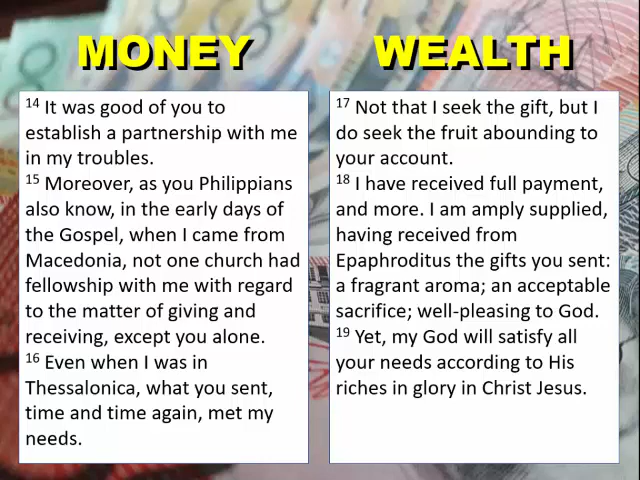 MONEY
WEALTH
14 It was good of you to
establish a partnership with me
in my troubles.
15 Moreover, as you Philippians
also know, in the early days of
the Gospel, when I came from
Macedonia, not one church had
fellowship with me with regard
to the matter of giving and
receiving, except you alone.
16 Even when I was in
Thessalonica, what you sent,
time and time again, met my
needs.
17 Not that I seek the gift, but I
do seek the fruit abounding to
your account.
18 I have received full payment,
and more. I am amply supplied,
having received from
Epaphroditus the gifts you sent:
a fragrant aroma; an acceptable
sacrifice; well-pleasing to God.
19 Yet, my God will satisfy all
your needs according to His
riches in glory in Christ Jesus.